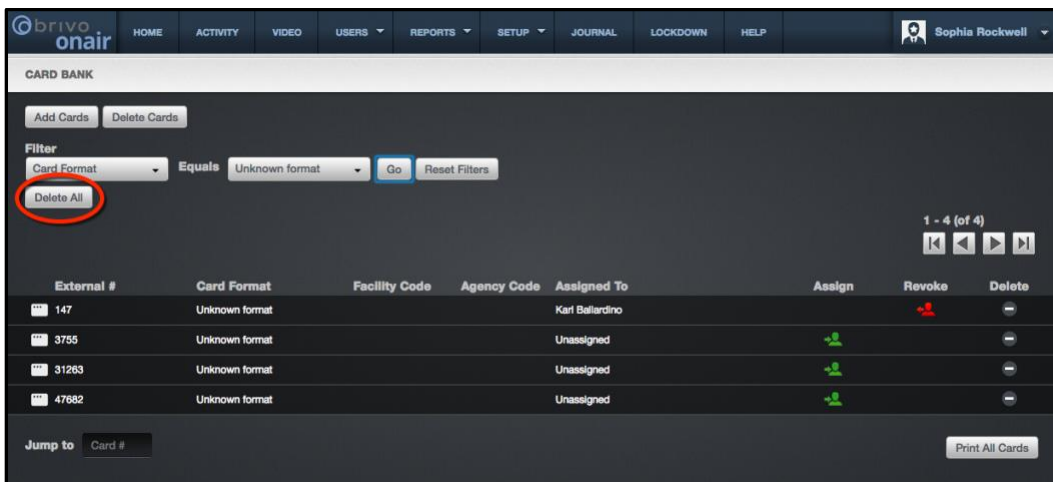 brivo
onair
HOME ACTIVITY VIDEO USERS REPORTS SETUP JOURNAL LOCKDOWN HELP Sophia Rockwell
CARD BANK
Add Cards Delete Cards
Filter
Card Format Equals Unknown format Go Reset Filters
Delete All
1 - 4 (of 4)
External # Card Format Facility Code Agency Code Assigned To Assign Revoke Delete
147 Unknown format Karl Ballardino
3755 Unknown format Unassigned
31263 Unknown format Unassigned
47682 Unknown format Unassigned
Jump to Card # Print All Cards